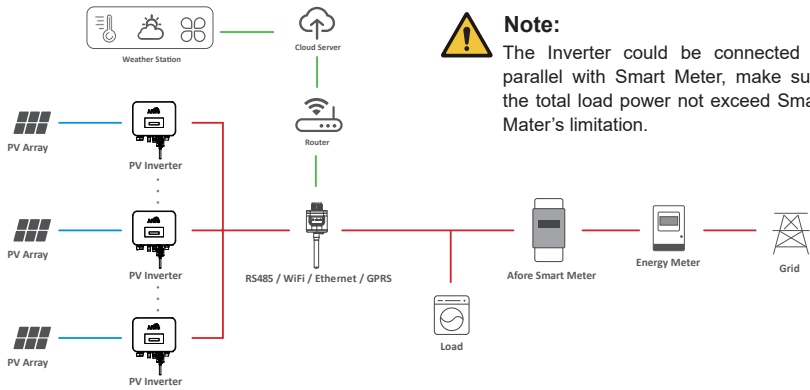 Weather Station
Cloud Server
Note:
The Inverter could be connected
parallel with Smart Meter, make su
the total load power not exceed Sma
Mater's limitation.
Router
PV Array
PV Inverter
PV Array
PV Inverter
RS485 / WiFi / Ethernet / GPRS
Afore Smart Meter
Energy Meter
Grid
Load
PV Array
PV Inverter